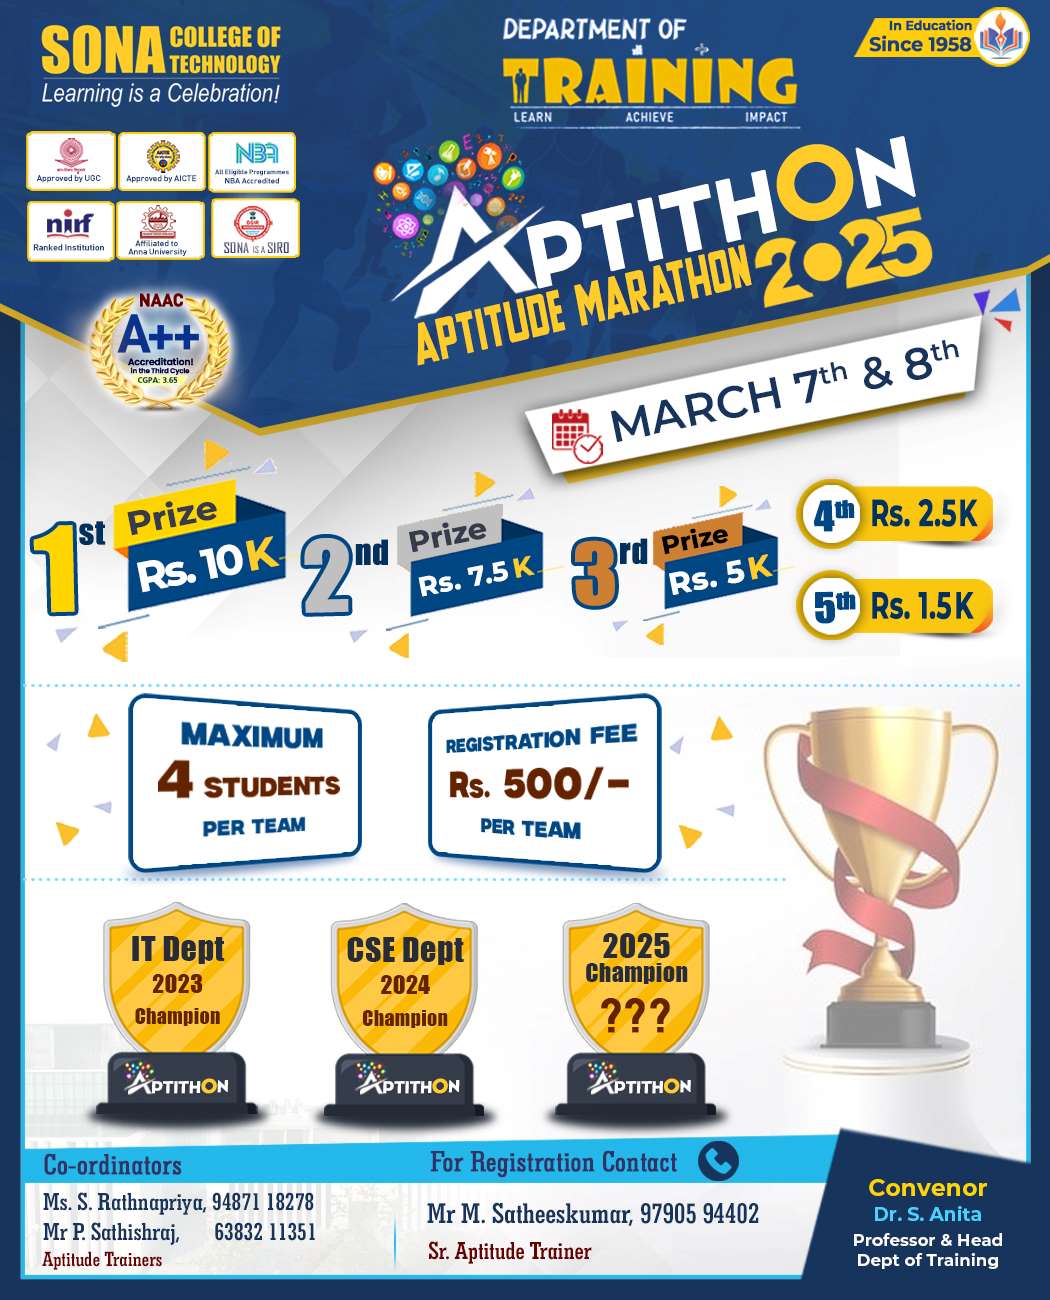 SONA COLLEGE OF
TECHNOLOGY
Learning is a Celebration!
DEPARTMENT OF
TRAINING
LEARN ACHIEVE IMPACT
In Education
Since 1958
Approved by UGC
AICTE
Approved by AICTE
NBA
All Eligible Programmes
NBA Accredited
nirf
Ranked Institution
Affiliated to
Anna University
DSIR
SONA IS A SIRO
APTITHON
APTITUDE MARATHON 2025
NAAC
A++
Accreditation!
in the Third Cycle
CGPA: 3.65
MARCH 7th & 8th
1st Prize
Rs. 10 K
2nd Prize
Rs. 7.5 K
3rd Prize
Rs. 5 K
4th Rs. 2.5K
5th Rs. 1.5K
MAXIMUM
4 STUDENTS
PER TEAM
REGISTRATION FEE
Rs. 500/-
PER TEAM
IT Dept
2023
Champion
APTITHON
CSE Dept
2024
Champion
APTITHON
2025
Champion
???
APTITHON
Co-ordinators
Ms. S. Rathnapriya, 94871 18278
Mr P. Sathishraj, 63832 11351
Aptitude Trainers
For Registration Contact
Mr M. Satheeskumar, 97905 94402
Sr. Aptitude Trainer
Convenor
Dr. S. Anita
Professor & Head
Dept of Training